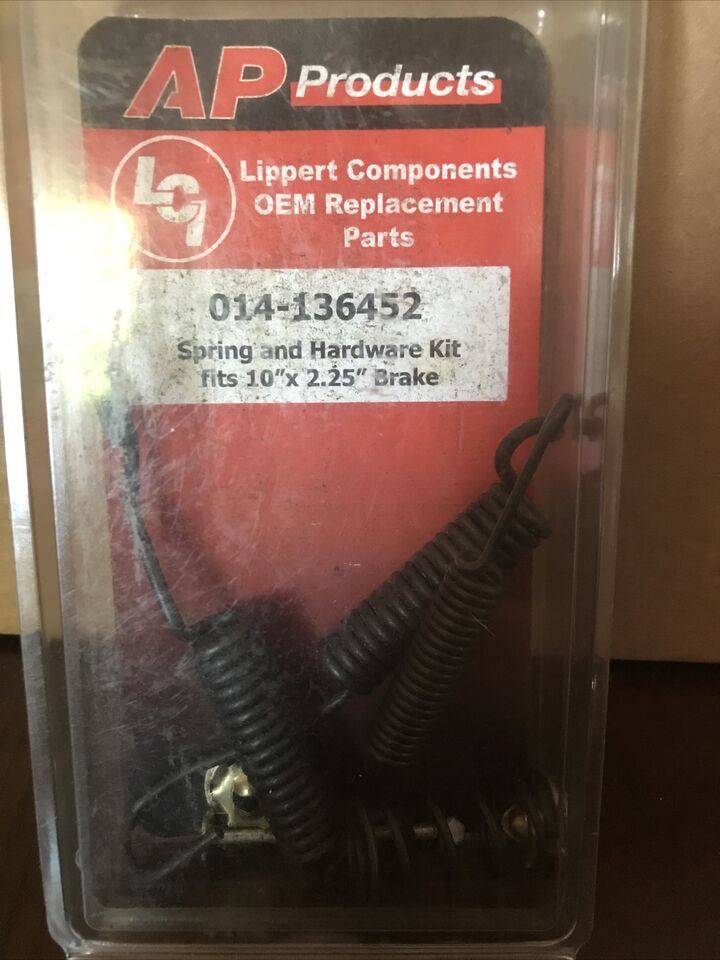 AP Products
LCI
Lippert Components
OEM Replacement
Parts
014-136452
Spring and Hardware Kit
fits 10”x 2.25” Brake